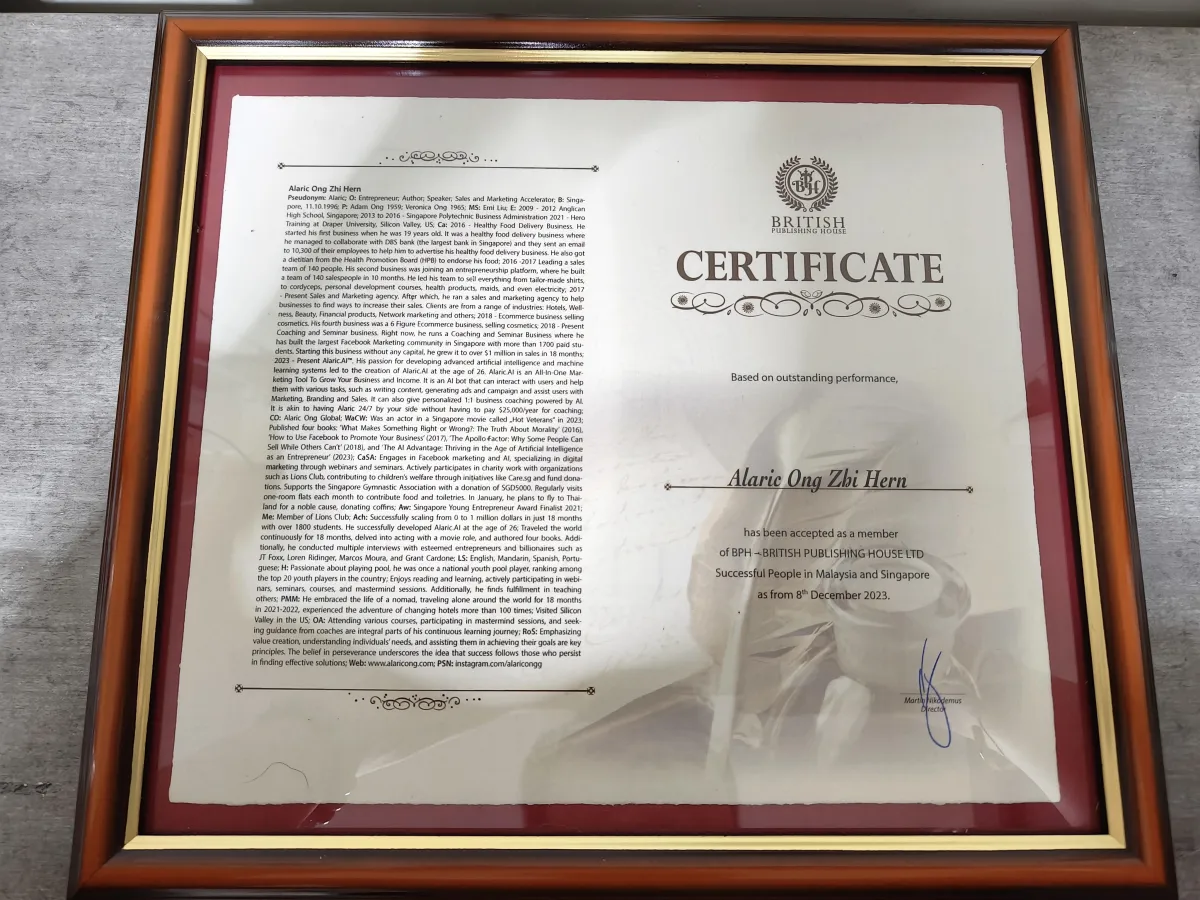 Alaric Ong Zhi Hern
Pseudonym: Alaric; O: Entrepreneur; Author; Speaker; Sales and Marketing Accelerator; B: Singa-
pore, 11.10.1996; P: Adam Ong 1959; Veronica Ong 1965; MS: Emi Liu; E: 2009 - 2012 Anglican
High School, Singapore; 2013 to 2016 - Singapore Polytechnic Business Administration 2021 - Hero
Training at Draper University, Silicon Valley, US; Ca: 2016 - Healthy Food Delivery Business. He
started his first business when he was 19 years old. It was a healthy food delivery business where
he managed to collaborate with DBS bank (the largest bank in Singapore) and they sent an email
to 10,300 of their employees to help him to advertise his healthy food delivery business. He also got
a dietitian from the Health Promotion Board (HPB) to endorse his food; 2016 -2017 Leading a sales
team of 140 people. His second business was joining an entrepreneurship platform, where he built
a team of 140 salespeople in 10 months. He led his team to sell everything from tailor-made shirts,
to cordyceps, personal development courses, health products, maids, and even electricity; 2017
- Present Sales and Marketing agency. After which, he ran a sales and marketing agency to help
businesses to find ways to increase their sales. Clients are from a range of industries: Hotels, Well-
ness, Beauty, Financial products, Network marketing and others; 2018 - Ecommerce business selling
cosmetics. His fourth business was a 6 Figure Ecommerce business, selling cosmetics; 2018 - Present
Coaching and Seminar business. Right now, he runs a Coaching and Seminar Business where he
has built the largest Facebook Marketing community in Singapore with more than 1700 paid stu-
dents. Starting this business without any capital, he grew it to over $1 million in sales in 18 months;
2023 - Present Alaric.AI™. His passion for developing advanced artificial intelligence and machine
learning systems led to the creation of Alaric.AI at the age of 26. Alaric.AI is an All-In-One Mar-
keting Tool To Grow Your Business and Income. It is an AI bot that can interact with users and help
them with various tasks, such as writing content, generating ads and campaign and assist users with
Marketing, Branding and Sales. It can also give personalized 1:1 business coaching powered by AI.
It is akin to having Alaric 24/7 by your side without having to pay $25,000/year for coaching;
CO: Alaric Ong Global; WaCW: Was an actor in a Singapore movie called „Hot Veterans" in 2023;
Published four books: 'What Makes Something Right or Wrong?: The Truth About Morality' (2016),
'How to Use Facebook to Promote Your Business' (2017), 'The Apollo Factor: Why Some People Can
Sell While Others Can't' (2018), and 'The AI Advantage: Thriving in the Age of Artificial Intelligence
as an Entrepreneur' (2023); CaSA: Engages in Facebook marketing and AI, specializing in digital
marketing through webinars and seminars. Actively participates in charity work with organizations
such as Lions Club, contributing to children's welfare through initiatives like Care.sg and fund dona-
tions. Supports the Singapore Gymnastic Association with a donation of SGD5000. Regularly visits
one-room flats each month to contribute food and toiletries. In January, he plans to fly to Thai-
land for a noble cause, donating coffins; Aw: Singapore Young Entrepreneur Award Finalist 2021;
Me: Member of Lions Club; Ach: Successfully scaling from 0 to 1 million dollars in just 18 months
with over 1800 students. He successfully developed Alaric.AI at the age of 26; Traveled the world
continuously for 18 months, delved into acting with a movie role, and authored four books. Addi-
tionally, he conducted multiple interviews with esteemed entrepreneurs and billionaires such as
JT Foxx, Loren Ridinger, Marcos Moura, and Grant Cardone; LS: English, Mandarin, Spanish, Portu-
guese; H: Passionate about playing pool, he was once a national youth pool player, ranking among
the top 20 youth players in the country; Enjoys reading and learning, actively participating in webi-
nars, seminars, courses, and mastermind sessions. Additionally, he finds fulfillment in teaching
others; PMM: He embraced the life of a nomad, traveling alone around the world for 18 months
in 2021-2022, experienced the adventure of changing hotels more than 100 times; Visited Silicon
Valley in the US; OA: Attending various courses, participating in mastermind sessions, and seek-
ing guidance from coaches are integral parts of his continuous learning journey; RoS: Emphasizing
value creation, understanding individuals' needs, and assisting them in achieving their goals are key
principles. The belief in perseverance underscores the idea that success follows those who persist
in finding effective solutions; Web: www.alaricong.com; PSN: instagram.com/alaricongg
BPH
BRITISH
PUBLISHING HOUSE
CERTIFICATE
Based on outstanding performance,
Alaric Ong Zhi Hern
has been accepted as a member
of BPH – BRITISH PUBLISHING HOUSE LTD
Successful People in Malaysia and Singapore
as from 8th December 2023.
Martin Nikodemus
Director